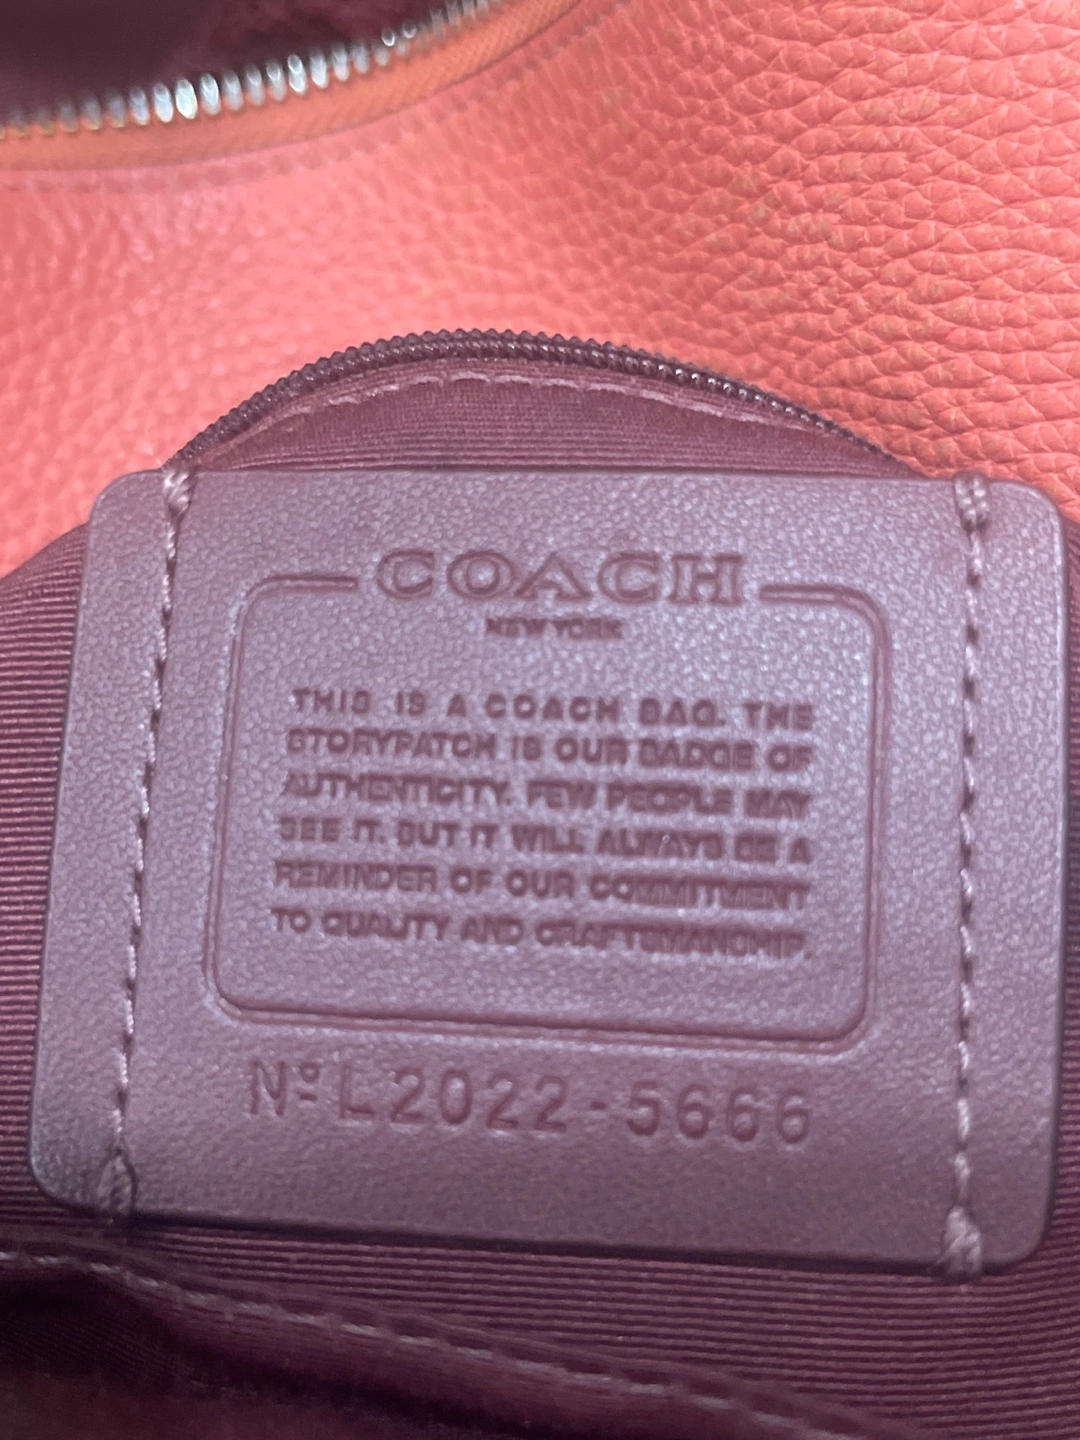 COACH
NEW YORK
THIS IS A COACH BAG. THE
STORYPATCH IS OUR BADGE OF
AUTHENTICITY. FEW PEOPLE MAY
SEE IT. BUT IT WILL ALWAYS BE A
REMINDER OF OUR COMMITMENT
TO QUALITY AND CRAFTSMANSHIP.
Nº L2022-5666